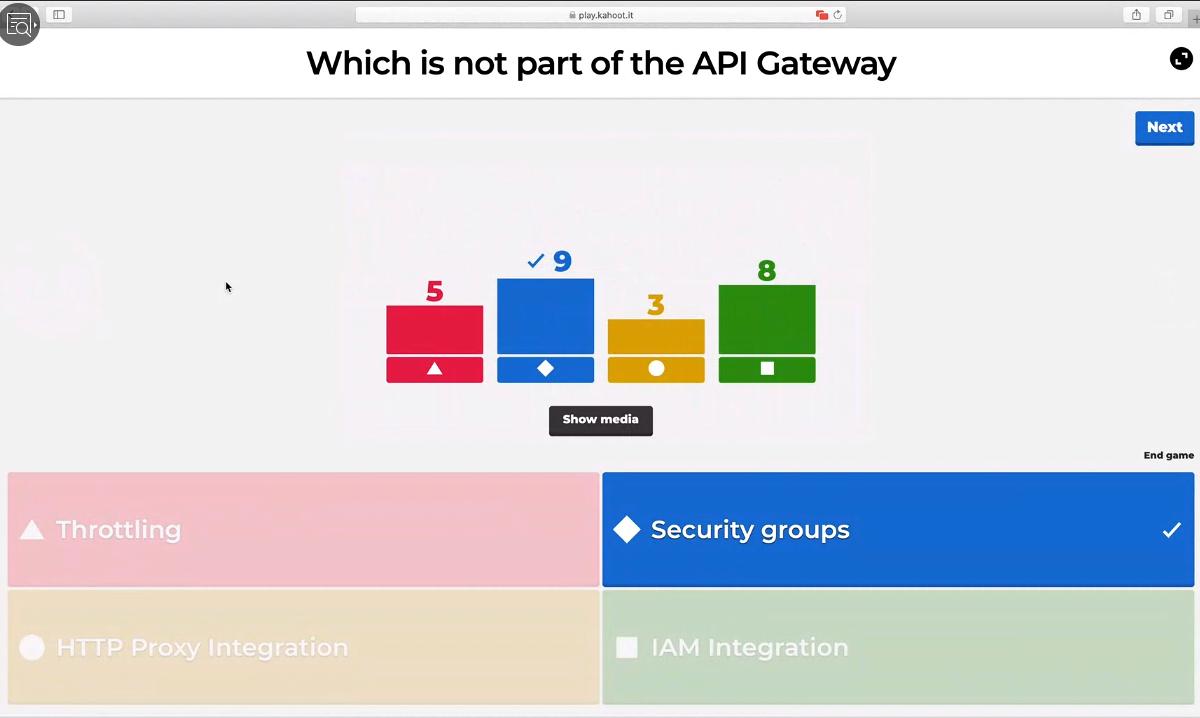 play.kahoot.it
Which is not part of the API Gateway
Next
5
9
3
8
Show media
End game
Throttling
Security groups
HTTP Proxy Integration
IAM Integration